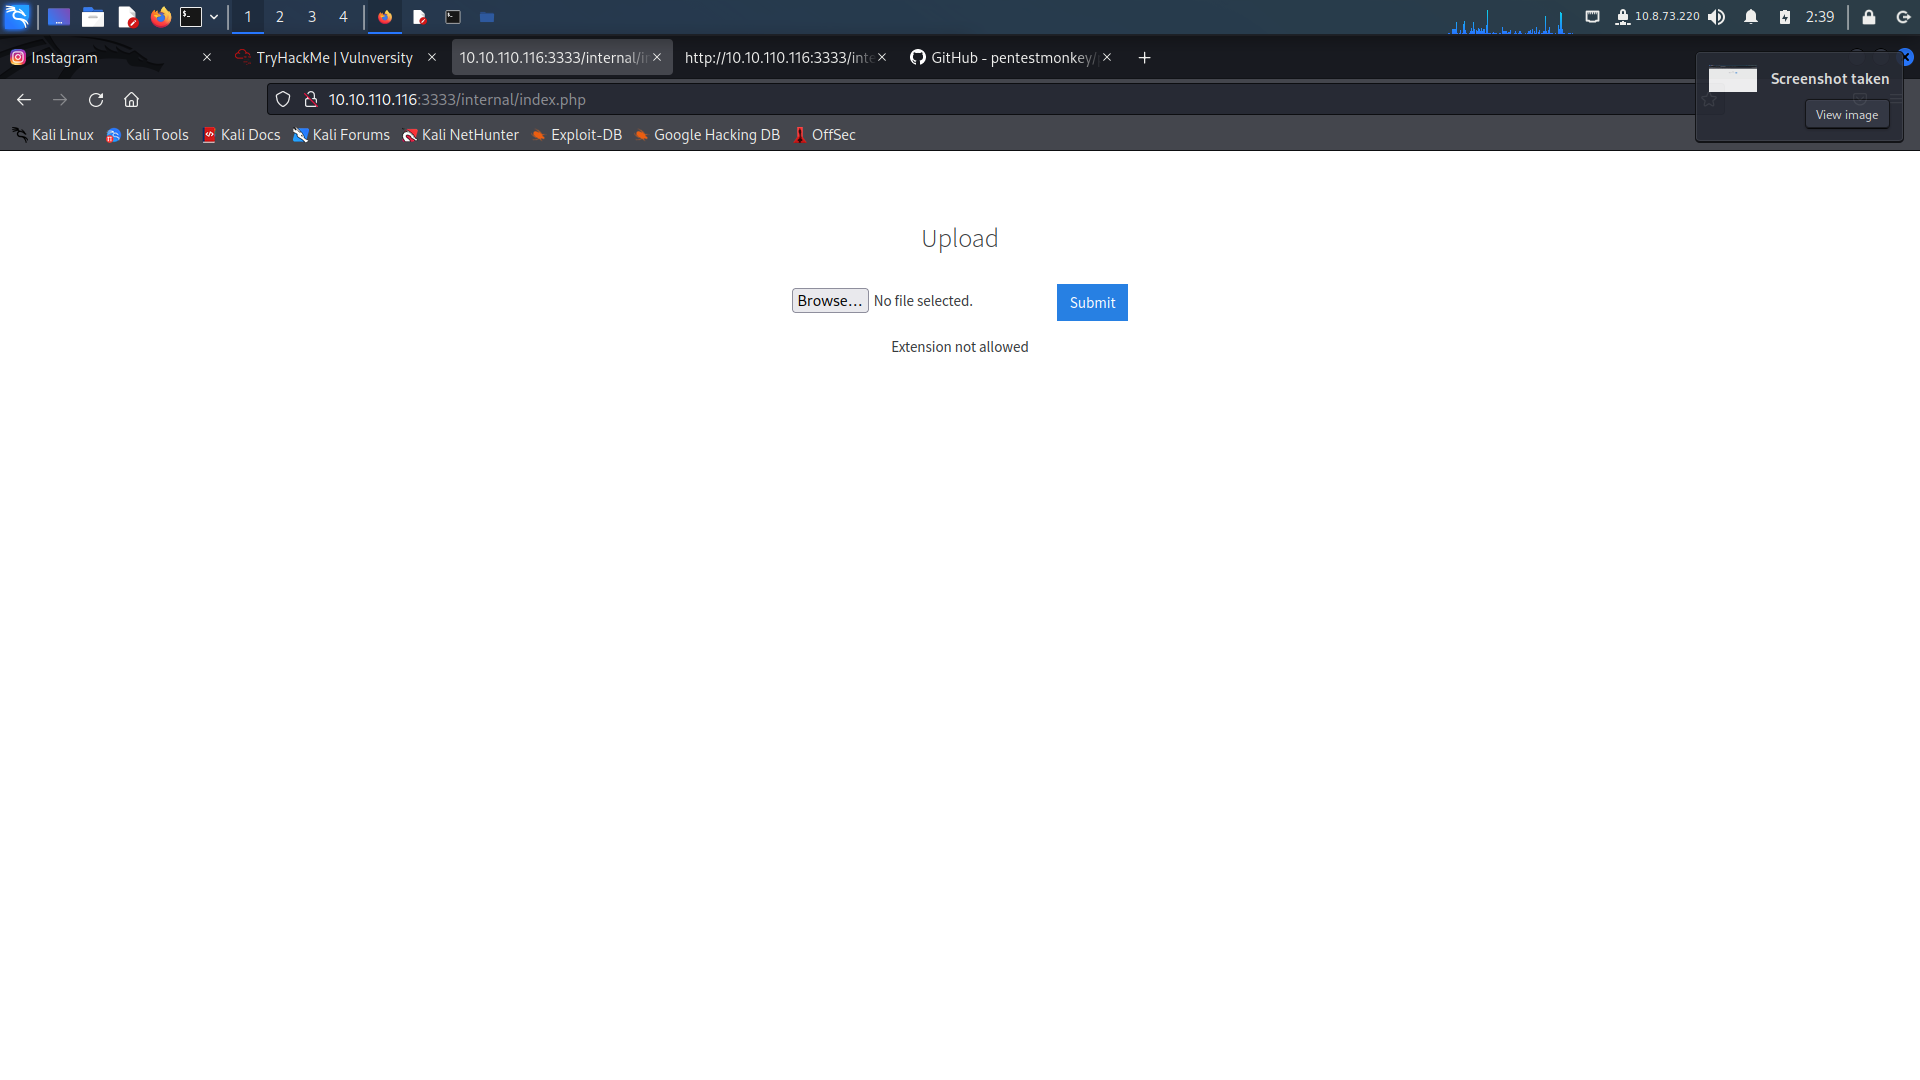 1 2 3 4 10.8.73.220 2:39
Instagram TryHackMe | Vulnversity 10.10.110.116:3333/internal/i http://10.10.110.116:3333/inte GitHub - pentestmonkey/
Screenshot taken
View image
10.10.110.116:3333/internal/index.php
Kali Linux Kali Tools Kali Docs Kali Forums Kali NetHunter Exploit-DB Google Hacking DB OffSec
Upload
Browse... No file selected. Submit
Extension not allowed